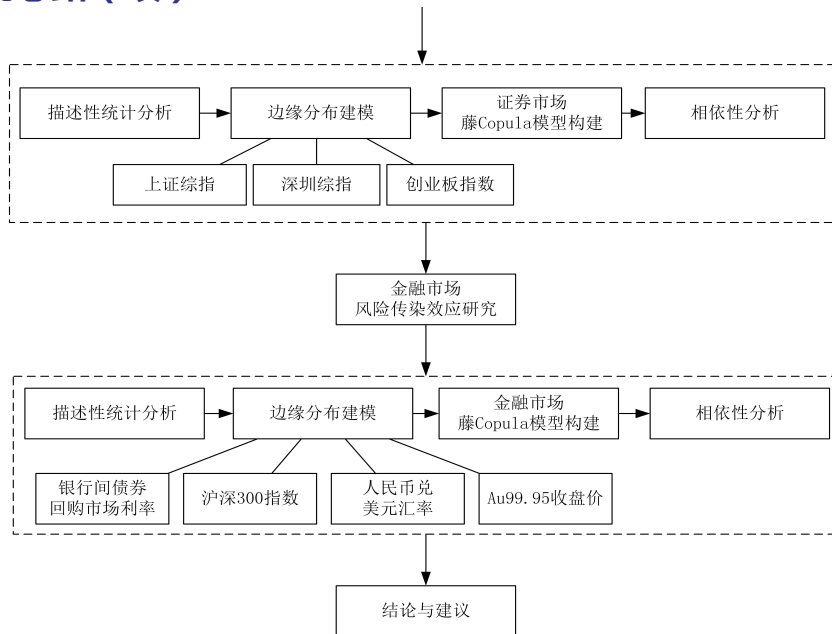 描述性统计分析
边缘分布建模
证券市场
藤Copula模型构建
相依性分析
上证综指
深圳综指
创业板指数
金融市场
风险传染效应研究
描述性统计分析
边缘分布建模
金融市场
藤Copula模型构建
相依性分析
银行间债券
回购市场利率
沪深300指数
人民币兑
美元汇率
Au99.95收盘价
结论与建议